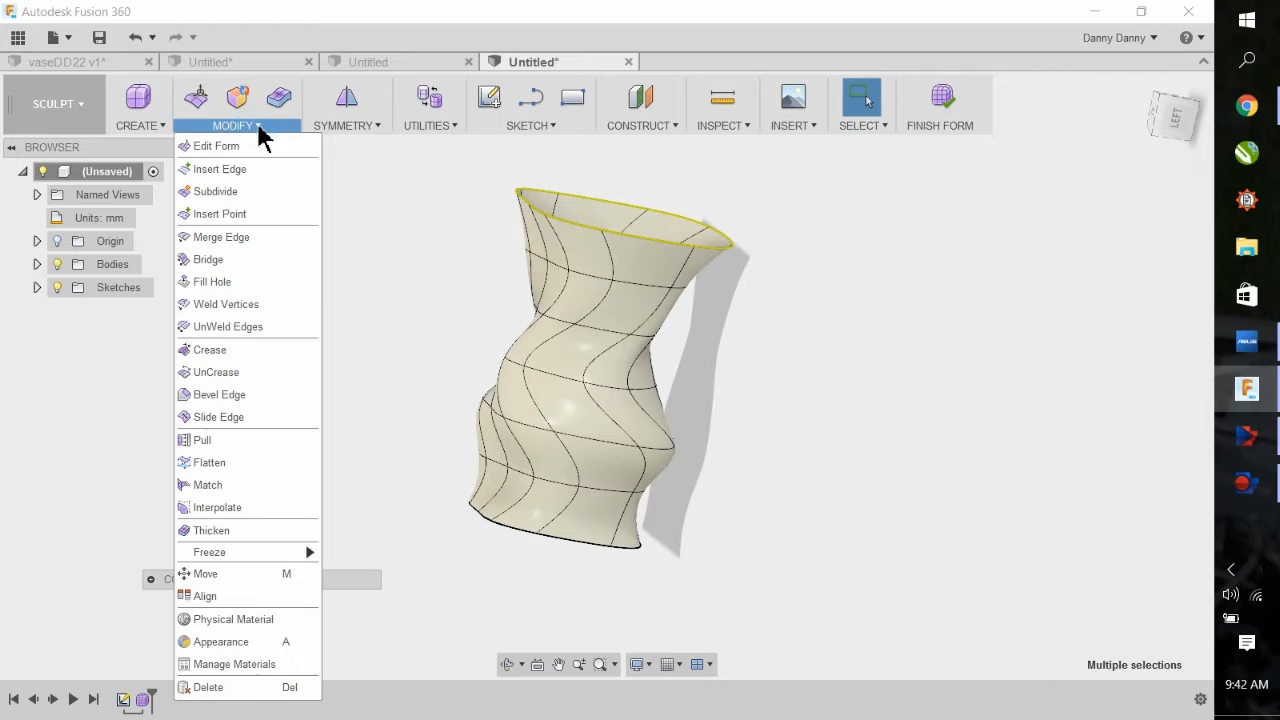 Autodesk Fusion 360
Danny Danny
vaseDD22 v1*
Untitled*
Untitled
Untitled*
SCULPT
CREATE
MODIFY
SYMMETRY
UTILITIES
SKETCH
CONSTRUCT
INSPECT
INSERT
SELECT
FINISH FORM
BROWSER
(Unsaved)
Named Views
Units: mm
Origin
Bodies
Sketches
Edit Form
Insert Edge
Subdivide
Insert Point
Merge Edge
Bridge
Fill Hole
Weld Vertices
UnWeld Edges
Crease
UnCrease
Bevel Edge
Slide Edge
Pull
Flatten
Match
Interpolate
Thicken
Freeze
Move M
Align
Physical Material
Appearance A
Manage Materials
Delete Del
LEFT
Multiple selections
9:42 AM